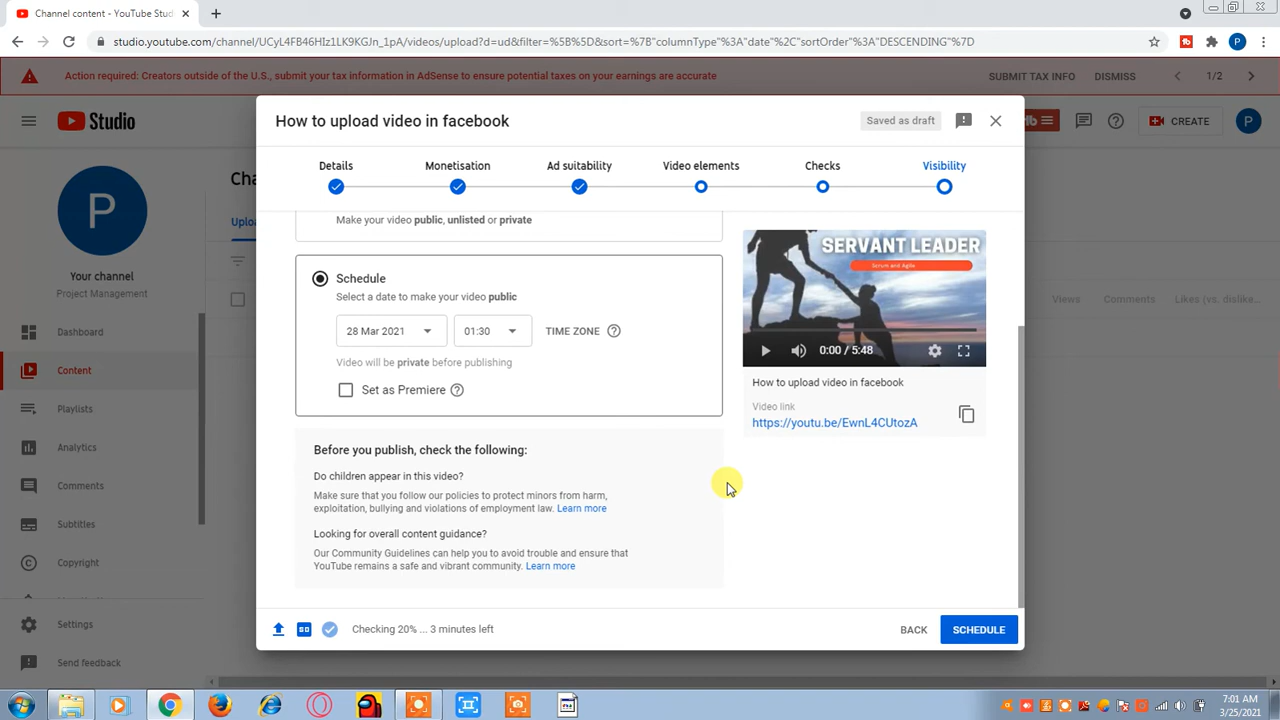 Channel content - YouTube Stud
studio.youtube.com/channel/UCyL4FB46HIz1LK9KGJn_1pA/videos/upload?d=ud&filter=%5B%5D&sort=%7B"columnType"%3A"date"%2C"sortOrder"%3A"DESCENDING"%7D
P
Action required: Creators outside of the U.S., submit your tax information in AdSense to ensure potential taxes on your earnings are accurate
SUBMIT TAX INFO DISMISS 1/2
Studio
CREATE
P
How to upload video in facebook
Saved as draft
Details Monetisation Ad suitability Video elements Checks Visibility
P
Your channel
Project Management
Dashboard
Content
Playlists
Analytics
Comments
Subtitles
Copyright
Settings
Send feedback
Cha
Uploa
Views Comments Likes (vs. dislike...
Make your video public, unlisted or private
Schedule
Select a date to make your video public
28 Mar 2021 01:30 TIME ZONE
Video will be private before publishing
Set as Premiere
Before you publish, check the following:
Do children appear in this video?
Make sure that you follow our policies to protect minors from harm,
exploitation, bullying and violations of employment law. Learn more
Looking for overall content guidance?
Our Community Guidelines can help you to avoid trouble and ensure that
YouTube remains a safe and vibrant community. Learn more
SERVANT LEADER
Scrum and Agile
0:00 / 5:48
How to upload video in facebook
Video link
https://youtu.be/EwnL4CUtozA
Checking 20% ... 3 minutes left
BACK SCHEDULE
7:01 AM
3/25/2021